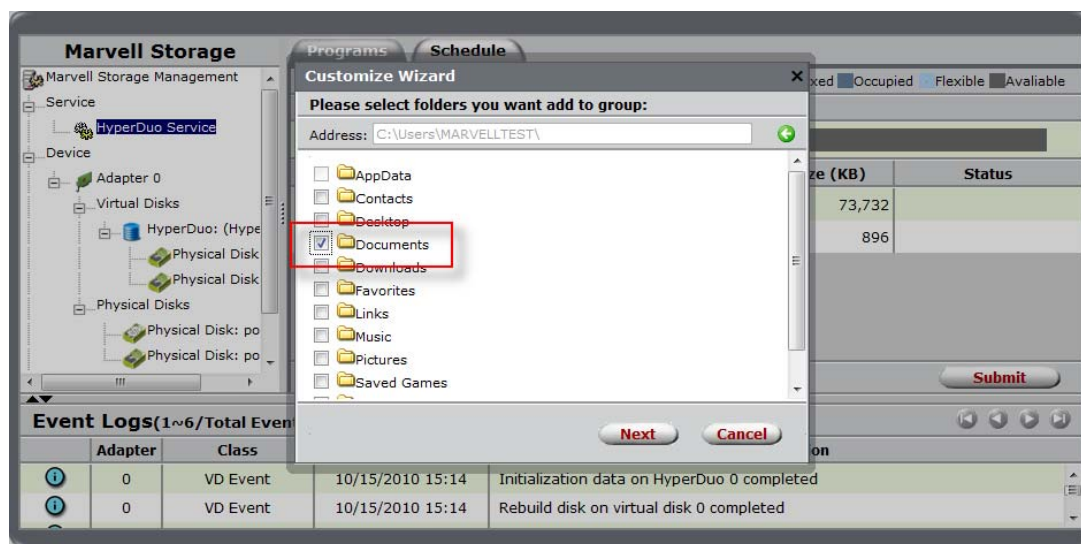 Marvell Storage
Programs
Schedule
Marvell Storage Management
Service
HyperDuo Service
Device
Adapter 0
Virtual Disks
HyperDuo: (Hype
Physical Disk
Physical Disk
Physical Disks
Physical Disk: po
Physical Disk: po
Customize Wizard
Please select folders you want add to group:
Address: C:\Users\MARVELLTEST\
AppData
Contacts
Desktop
Documents
Downloads
Favorites
Links
Music
Pictures
Saved Games
Next
Cancel
xed Occupied Flexible Avaliable
ze (KB) Status
73,732
896
Submit
Event Logs(1~6/Total Even
Adapter Class on
0 VD Event 10/15/2010 15:14 Initialization data on HyperDuo 0 completed
0 VD Event 10/15/2010 15:14 Rebuild disk on virtual disk 0 completed